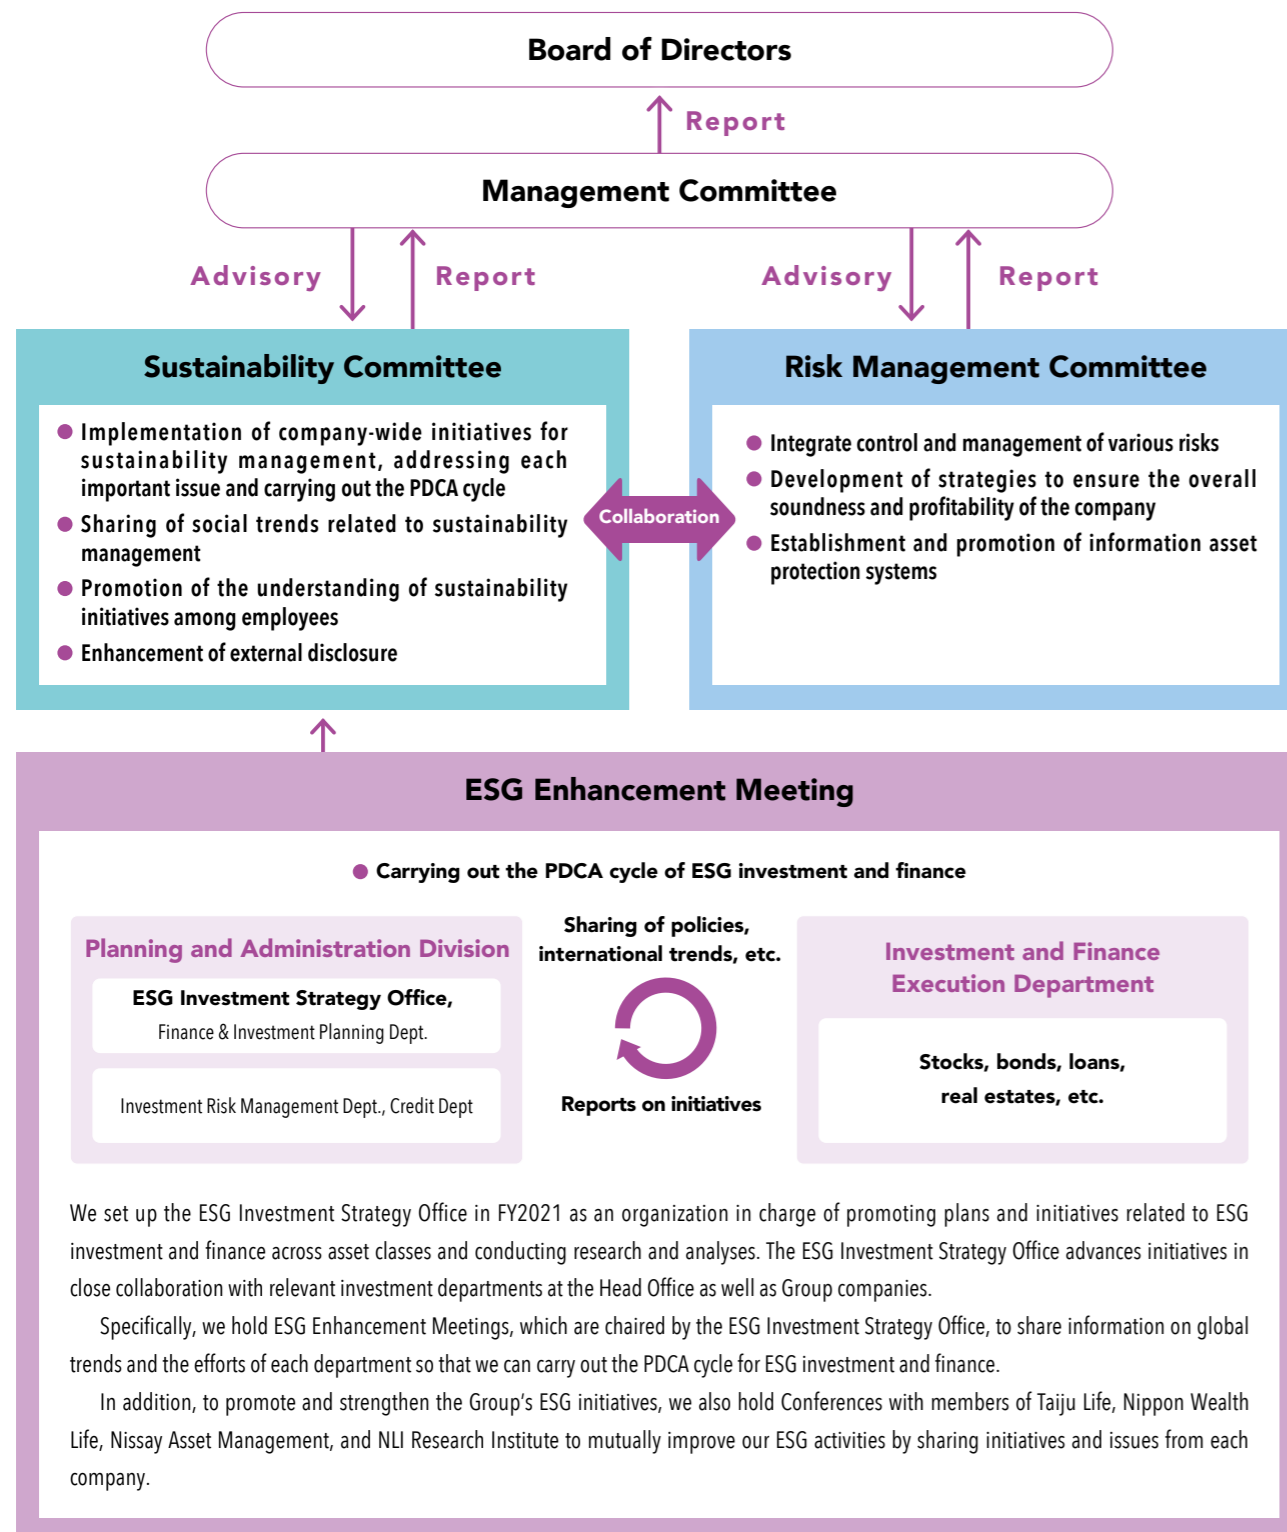 Board of Directors
Report
Management Committee
Advisory
Report
Advisory
Report
Sustainability Committee
● Implementation of company-wide initiatives for
sustainability management, addressing each
important issue and carrying out the PDCA cycle
● Sharing of social trends related to sustainability
management
● Promotion of the understanding of sustainability
initiatives among employees
● Enhancement of external disclosure
Collaboration
Risk Management Committee
● Integrate control and management of various risks
● Development of strategies to ensure the overall
soundness and profitability of the company
● Establishment and promotion of information asset
protection systems
ESG Enhancement Meeting
● Carrying out the PDCA cycle of ESG investment and finance
Planning and Administration Division
ESG Investment Strategy Office,
Finance & Investment Planning Dept.
Investment Risk Management Dept., Credit Dept
Sharing of policies,
international trends, etc.
Reports on initiatives
Investment and Finance
Execution Department
Stocks, bonds, loans,
real estates, etc.
We set up the ESG Investment Strategy Office in FY2021 as an organization in charge of promoting plans and initiatives related to ESG
investment and finance across asset classes and conducting research and analyses. The ESG Investment Strategy Office advances initiatives in
close collaboration with relevant investment departments at the Head Office as well as Group companies.
Specifically, we hold ESG Enhancement Meetings, which are chaired by the ESG Investment Strategy Office, to share information on global
trends and the efforts of each department so that we can carry out the PDCA cycle for ESG investment and finance.
In addition, to promote and strengthen the Group's ESG initiatives, we also hold Conferences with members of Taiju Life, Nippon Wealth
Life, Nissay Asset Management, and NLI Research Institute to mutually improve our ESG activities by sharing initiatives and issues from each
company.